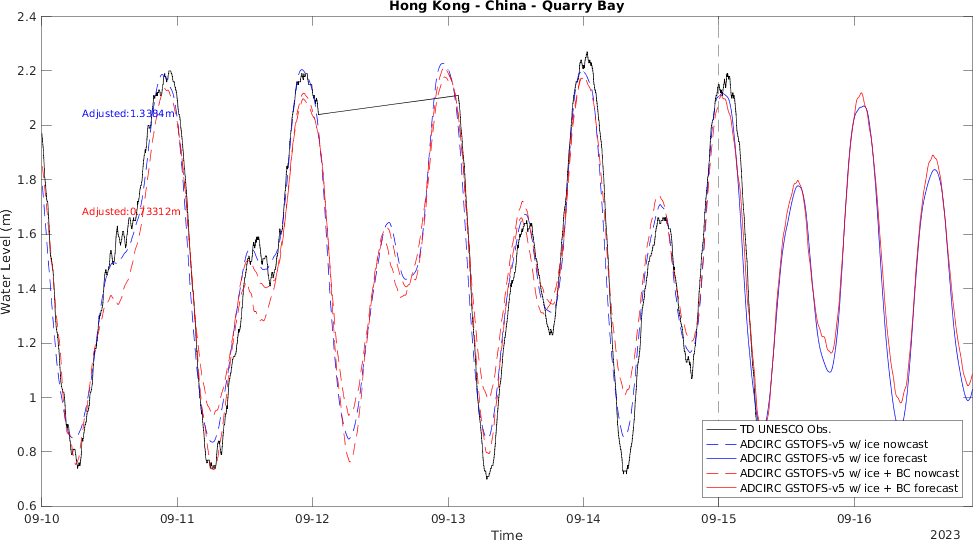 Hong Kong - China - Quarry Bay
2.4
2.2
2
1.8
1.6
1.4
1.2
1
0.8
0.6
Water Level (m)
Adjusted:1.3384m
Adjusted:0.73312m
TD UNESCO Obs.
ADCIRC GSTOFS-v5 w/ ice nowcast
ADCIRC GSTOFS-v5 w/ ice forecast
ADCIRC GSTOFS-v5 w/ ice + BC nowcast
ADCIRC GSTOFS-v5 w/ ice + BC forecast
09-10 09-11 09-12 09-13 09-14 09-15 09-16
Time
2023